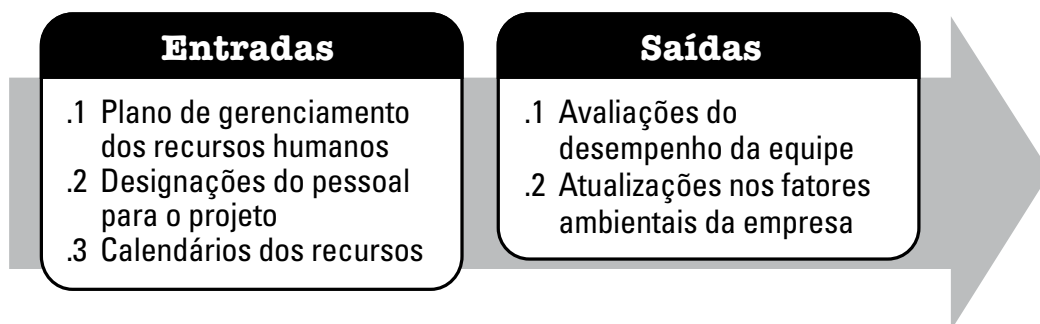 Entradas
.1 Plano de gerenciamento
dos recursos humanos
.2 Designações do pessoal
para o projeto
.3 Calendários dos recursos
Saídas
.1 Avaliações do
desempenho da equipe
.2 Atualizações nos fatores
ambientais da empresa